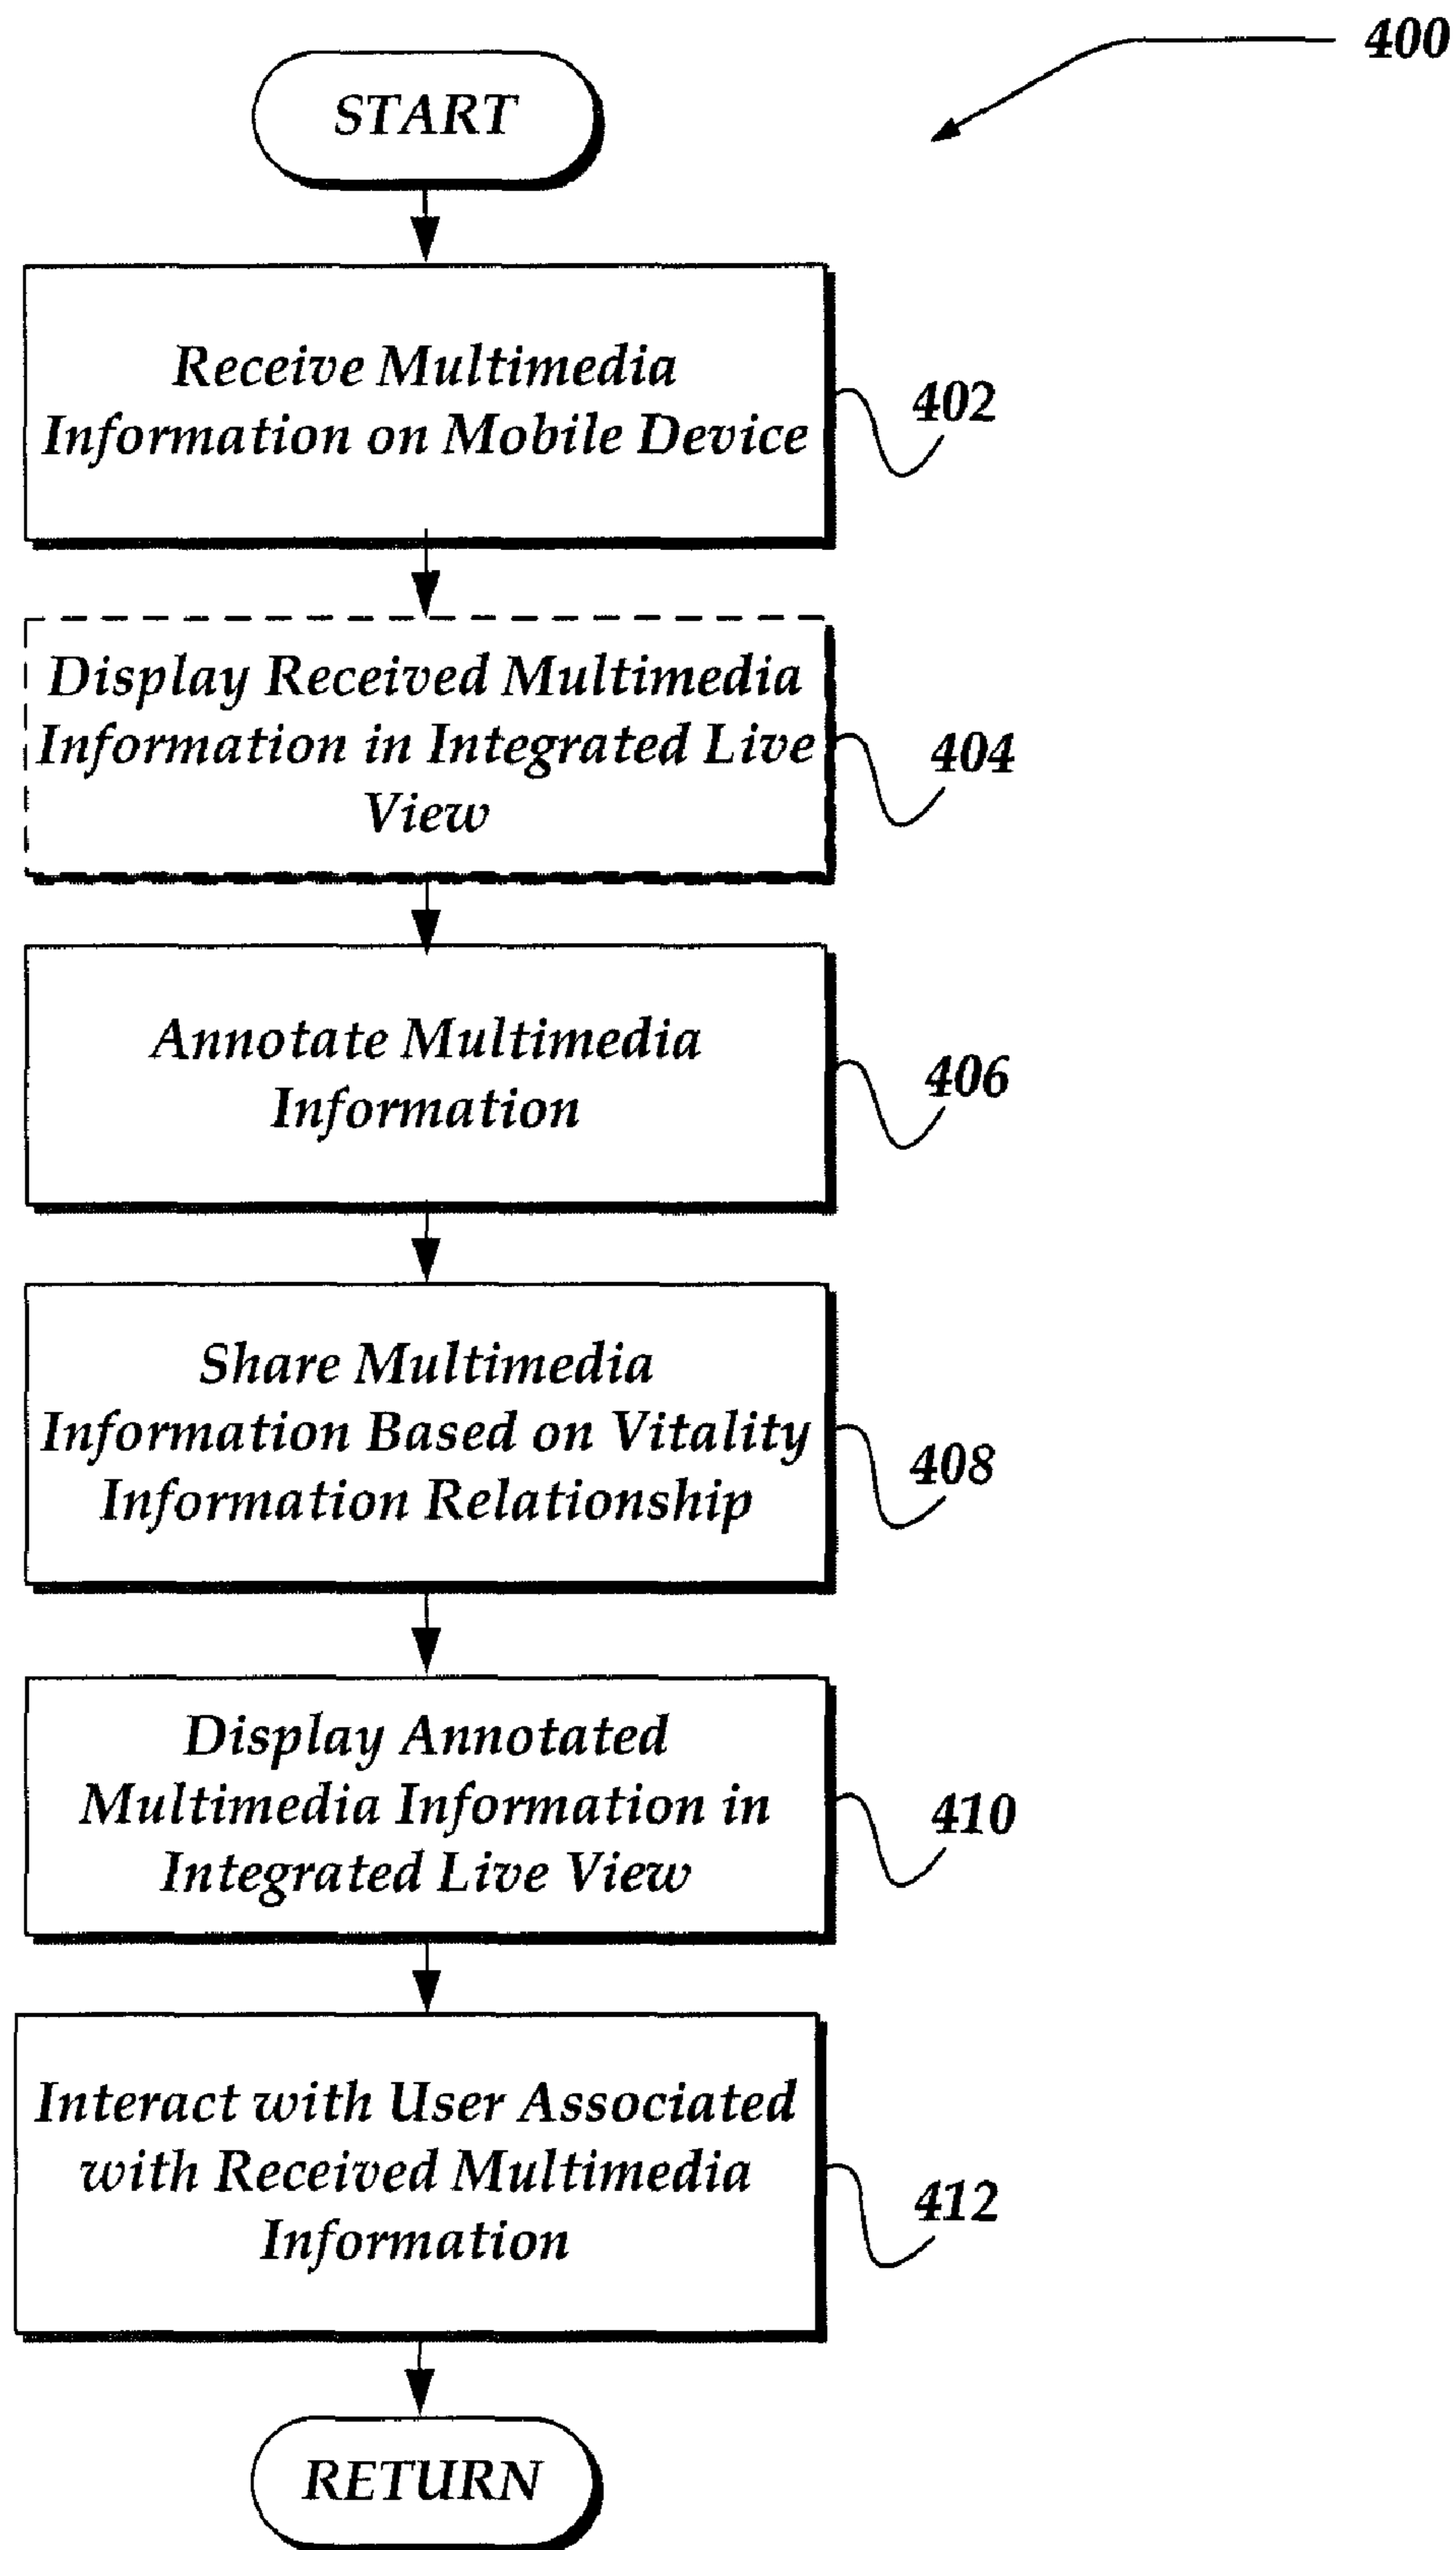 400
START
Receive Multimedia
Information on Mobile Device
402
Display Received Multimedia
Information in Integrated Live
View
404
Annotate Multimedia
Information
406
Share Multimedia
Information Based on Vitality
Information Relationship
408
Display Annotated
Multimedia Information in
Integrated Live View
410
Interact with User Associated
with Received Multimedia
Information
412
RETURN